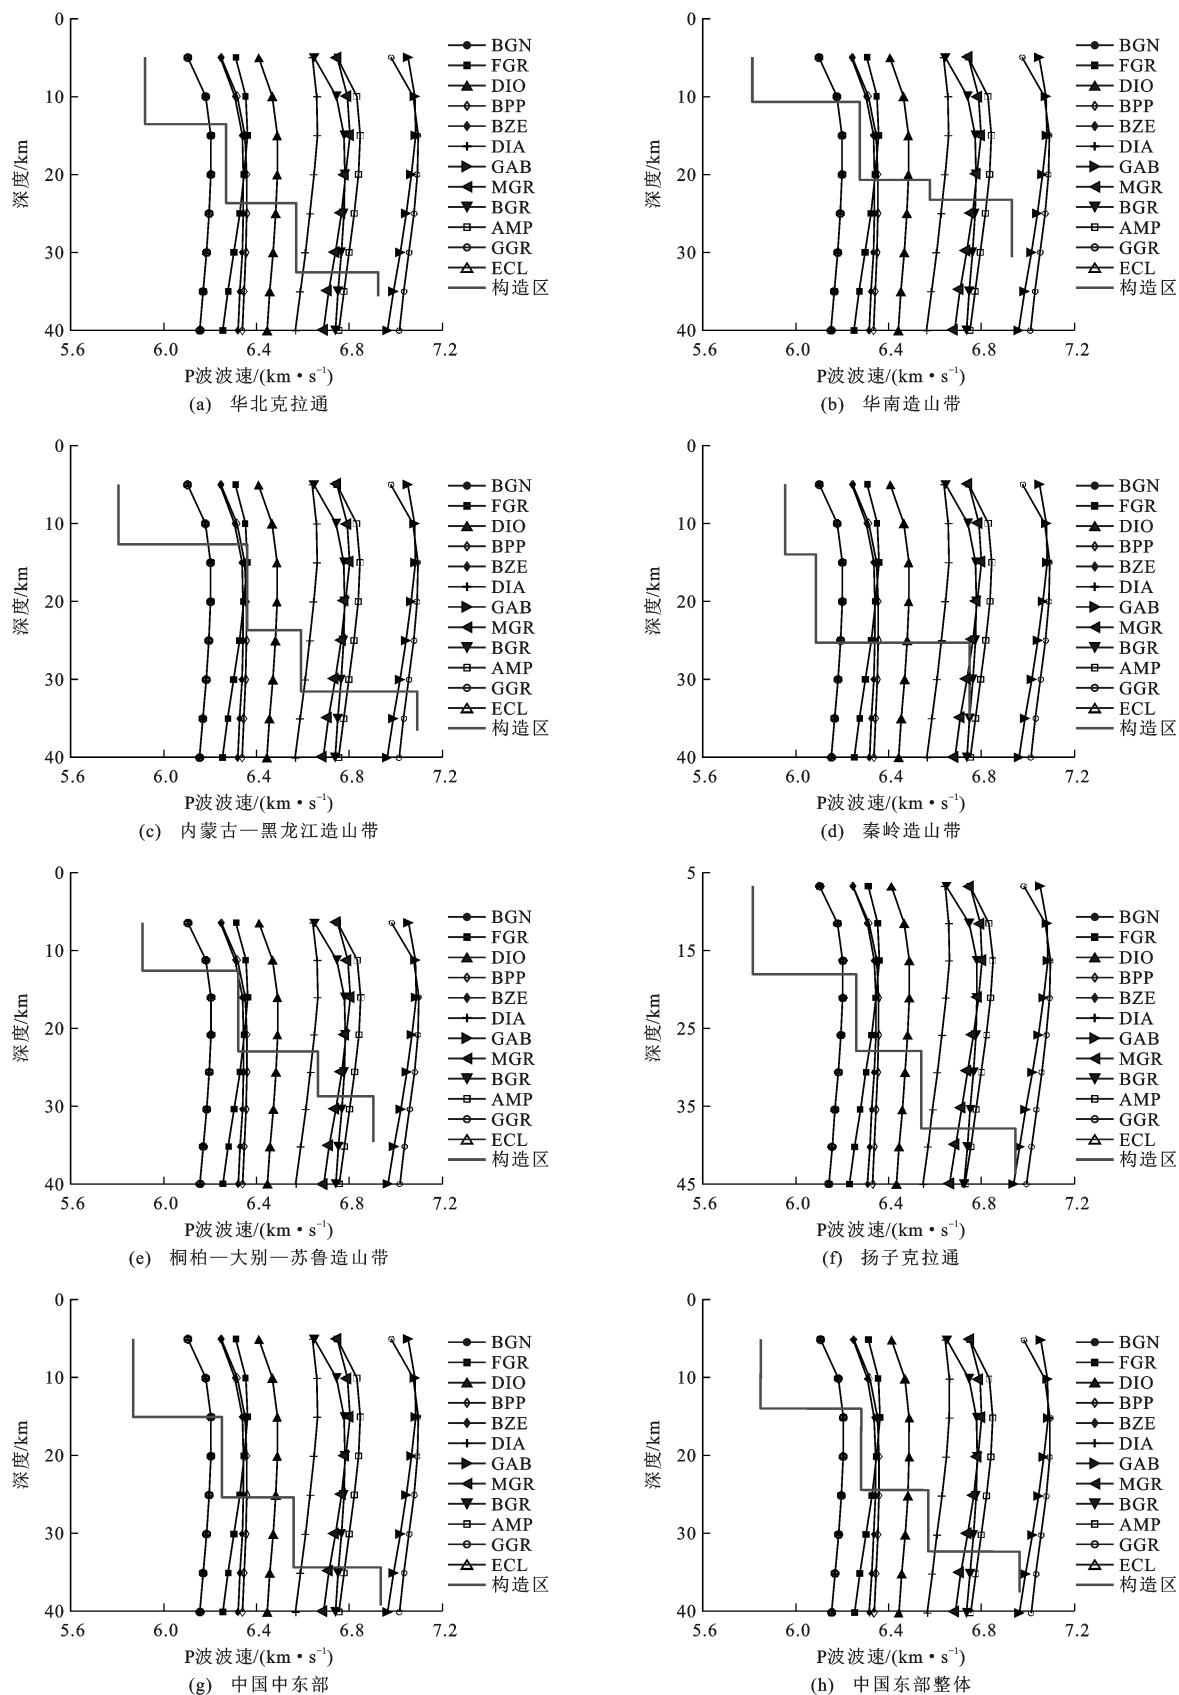 0
10
20
30
40
深度/km
BGN
FGR
DIO
BPP
BZE
DIA
GAB
MGR
BGR
AMP
GGR
ECL
构造区
5.6 6.0 6.4 6.8 7.2
P波波速/(km·s⁻¹)
(a) 华北克拉通
0
10
20
30
40
深度/km
BGN
FGR
DIO
BPP
BZE
DIA
GAB
MGR
BGR
AMP
GGR
ECL
构造区
5.6 6.0 6.4 6.8 7.2
P波波速/(km·s⁻¹)
(b) 华南造山带
0
10
20
30
40
深度/km
BGN
FGR
DIO
BPP
BZE
DIA
GAB
MGR
BGR
AMP
GGR
ECL
构造区
5.6 6.0 6.4 6.8 7.2
P波波速/(km·s⁻¹)
(c) 内蒙古—黑龙江造山带
0
10
20
30
40
深度/km
BGN
FGR
DIO
BPP
BZE
DIA
GAB
MGR
BGR
AMP
GGR
ECL
构造区
5.6 6.0 6.4 6.8 7.2
P波波速/(km·s⁻¹)
(d) 秦岭造山带
0
10
20
30
40
深度/km
BGN
FGR
DIO
BPP
BZE
DIA
GAB
MGR
BGR
AMP
GGR
ECL
构造区
5.6 6.0 6.4 6.8 7.2
P波波速/(km·s⁻¹)
(e) 桐柏—大别—苏鲁造山带
5
15
25
35
45
深度/km
BGN
FGR
DIO
BPP
BZE
DIA
GAB
MGR
BGR
AMP
GGR
ECL
构造区
5.6 6.0 6.4 6.8 7.2
P波波速/(km·s⁻¹)
(f) 扬子克拉通
0
10
20
30
40
深度/km
BGN
FGR
DIO
BPP
BZE
DIA
GAB
MGR
BGR
AMP
GGR
ECL
构造区
5.6 6.0 6.4 6.8 7.2
P波波速/(km·s⁻¹)
(g) 中国中东部
0
10
20
30
40
深度/km
BGN
FGR
DIO
BPP
BZE
DIA
GAB
MGR
BGR
AMP
GGR
ECL
构造区
5.6 6.0 6.4 6.8 7.2
P波波速/(km·s⁻¹)
(h) 中国东部整体